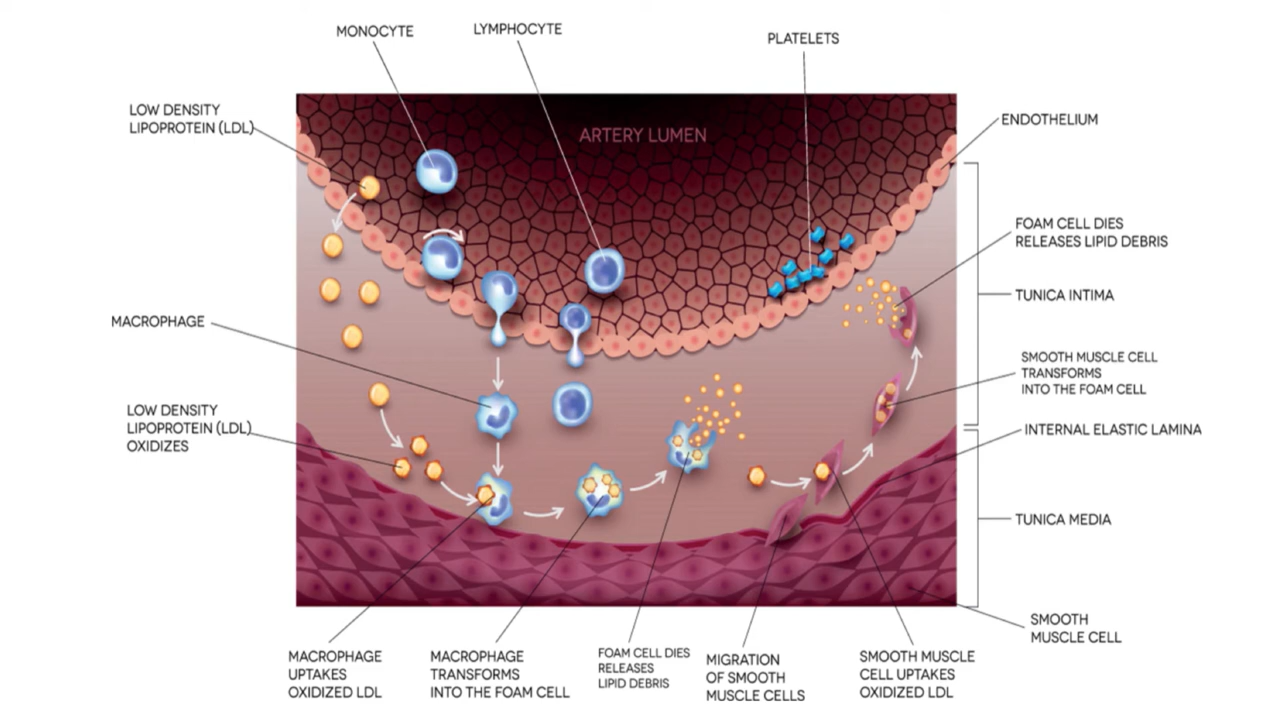 MONOCYTE
LYMPHOCYTE
PLATELETS
LOW DENSITY
LIPOPROTEIN (LDL)
ARTERY LUMEN
ENDOTHELIUM
FOAM CELL DIES
RELEASES LIPID DEBRIS
TUNICA INTIMA
MACROPHAGE
SMOOTH MUSCLE CELL
TRANSFORMS
INTO THE FOAM CELL
LOW DENSITY
LIPOPROTEIN (LDL)
OXIDIZES
INTERNAL ELASTIC LAMINA
TUNICA MEDIA
SMOOTH
MUSCLE CELL
MACROPHAGE
UPTAKES
OXIDIZED LDL
MACROPHAGE
TRANSFORMS
INTO THE FOAM CELL
FOAM CELL DIES
RELEASES
LIPID DEBRIS
MIGRATION
OF SMOOTH
MUSCLE CELLS
SMOOTH MUSCLE
CELL UPTAKES
OXIDIZED LDL